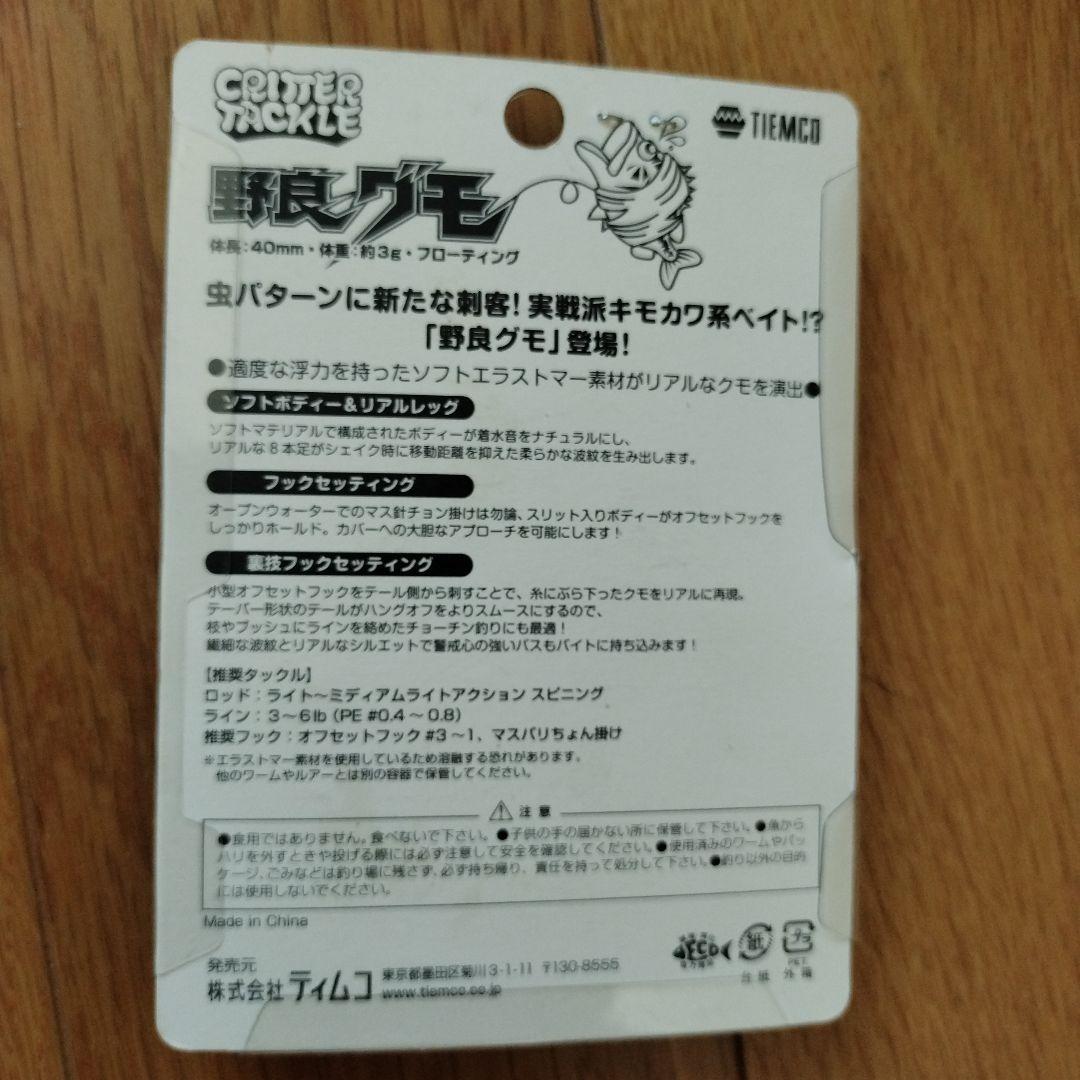 CRITTER TACKLE
TIEMCO
野良グモ
体長:40mm・体重:約3g・フローティング
虫パターンに新たな刺客!実戦派キモカワ系ベイト!?
「野良グモ」登場!
●適度な浮力を持ったソフトエラストマー素材がリアルなクモを演出●
ソフトボディー&リアルレッグ
ソフトマテリアルで構成されたボディーが着水音をナチュラルにし、
リアルな8本足がシェイク時に移動距離を抑えた柔らかな波紋を生み出します。
フックセッティング
オープンウォーターでのマス針チョン掛けは勿論、スリット入りボディーがオフセットフックを
しっかりホールド。カバーへの大胆なアプローチを可能にします!
裏技フックセッティング
小型オフセットフックをテール側から刺すことで、糸にぶら下ったクモをリアルに再現。
テーパー形状のテールがハングオフをよりスムースにするので、
枝やブッシュにラインを絡めたチョーチン釣りにも最適!
繊細な波紋とリアルなシルエットで警戒心の強いバスもバイトに持ち込みます!
【推奨タックル】
ロッド:ライト〜ミディアムライトアクション スピニング
ライン:3〜6lb (PE #0.4〜0.8)
推奨フック:オフセットフック#3〜1、マスバリちょん掛け
※エラストマー素材を使用しているため溶融する恐れがあります。
他のワームやルアーとは別の容器で保管してください。
注意
●食用ではありません。食べないで下さい。●子供の手の届かない所に保管して下さい。●魚から
ハリを外すときや投げる際には必ず注意して安全を確認してください。●使用済みのワームやパッ
ケージ、ごみなどは釣り場に残さず、必ず持ち帰り、責任を持って処分して下さい。●釣り以外の目的
には使用しないでください。
Made in China
発売元
株式会社ティムコ
東京都墨田区菊川3-1-11 〒130-8555
www.tiemco.co.jp
ECO
紙
台紙
プラ
PET
外装